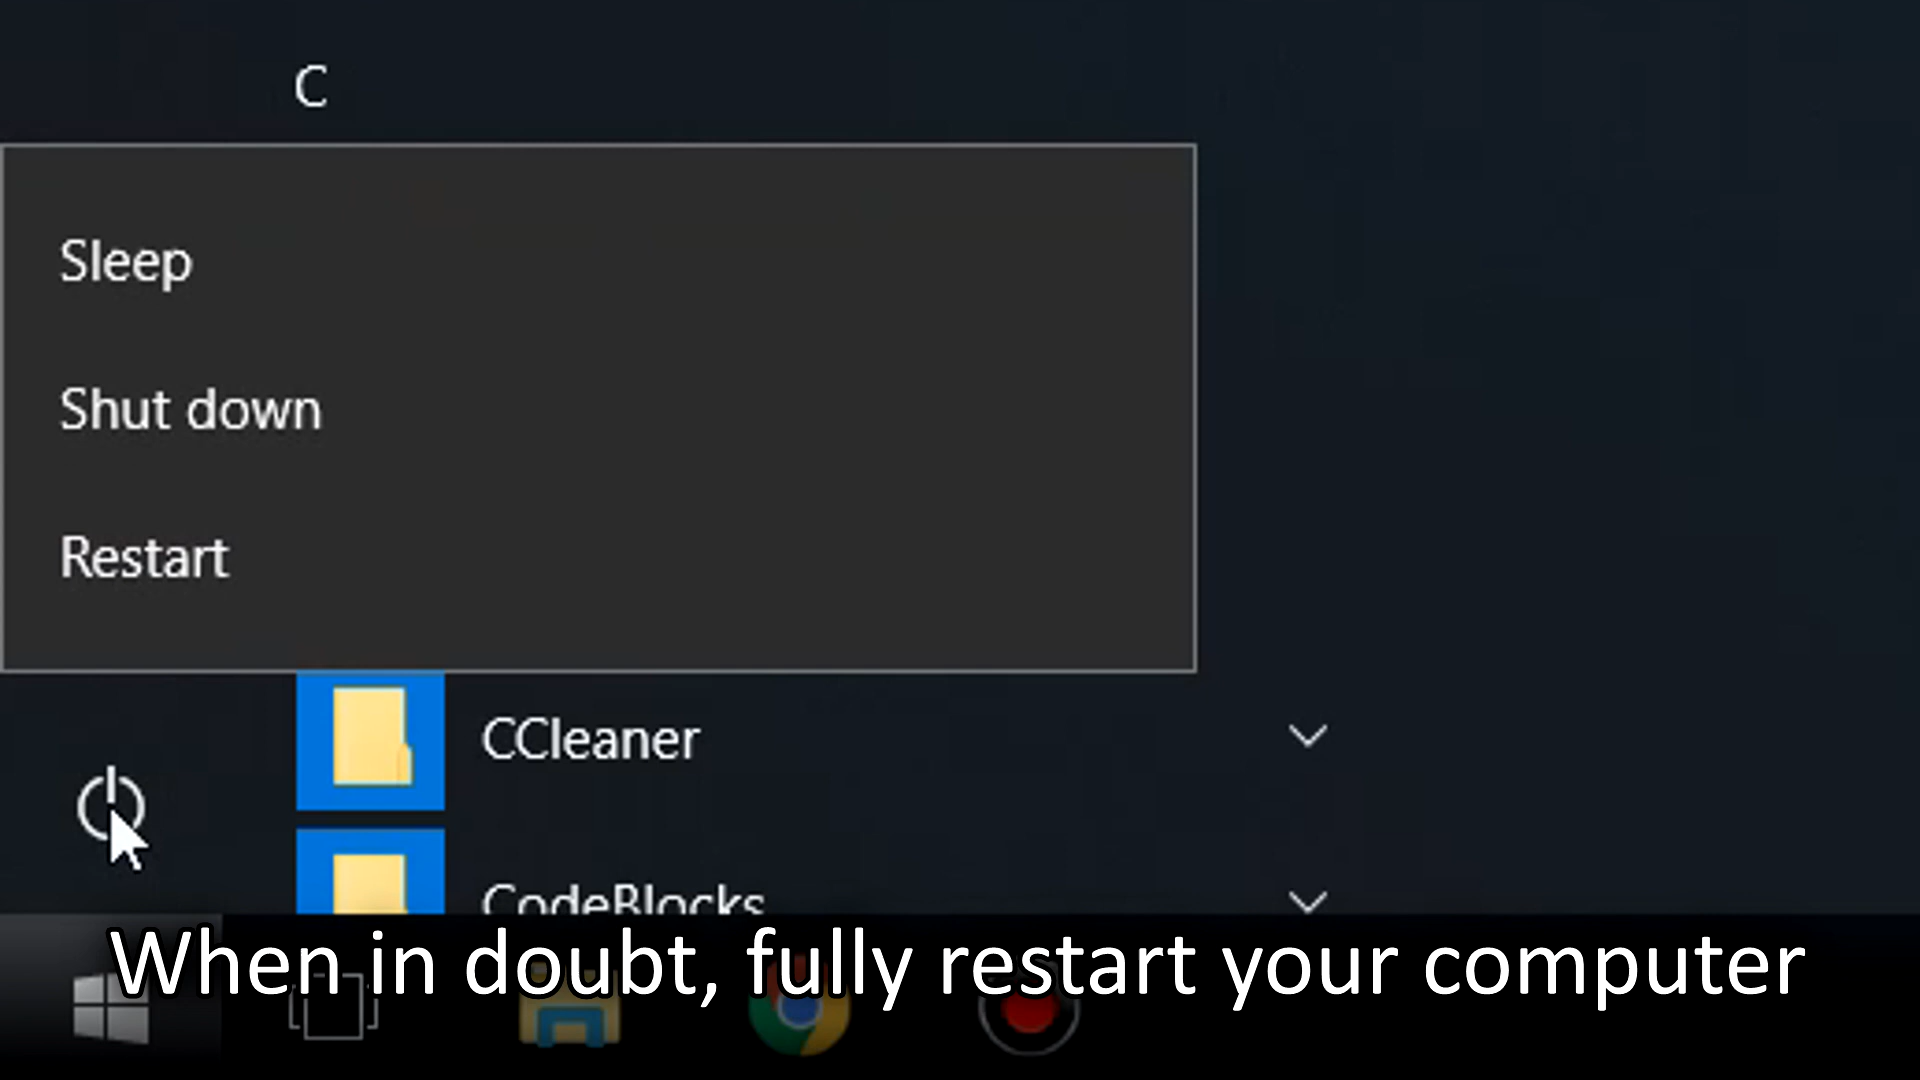 C
Sleep
Shut down
Restart
CCleaner
CodeBlocks
When in doubt, fully restart your computer